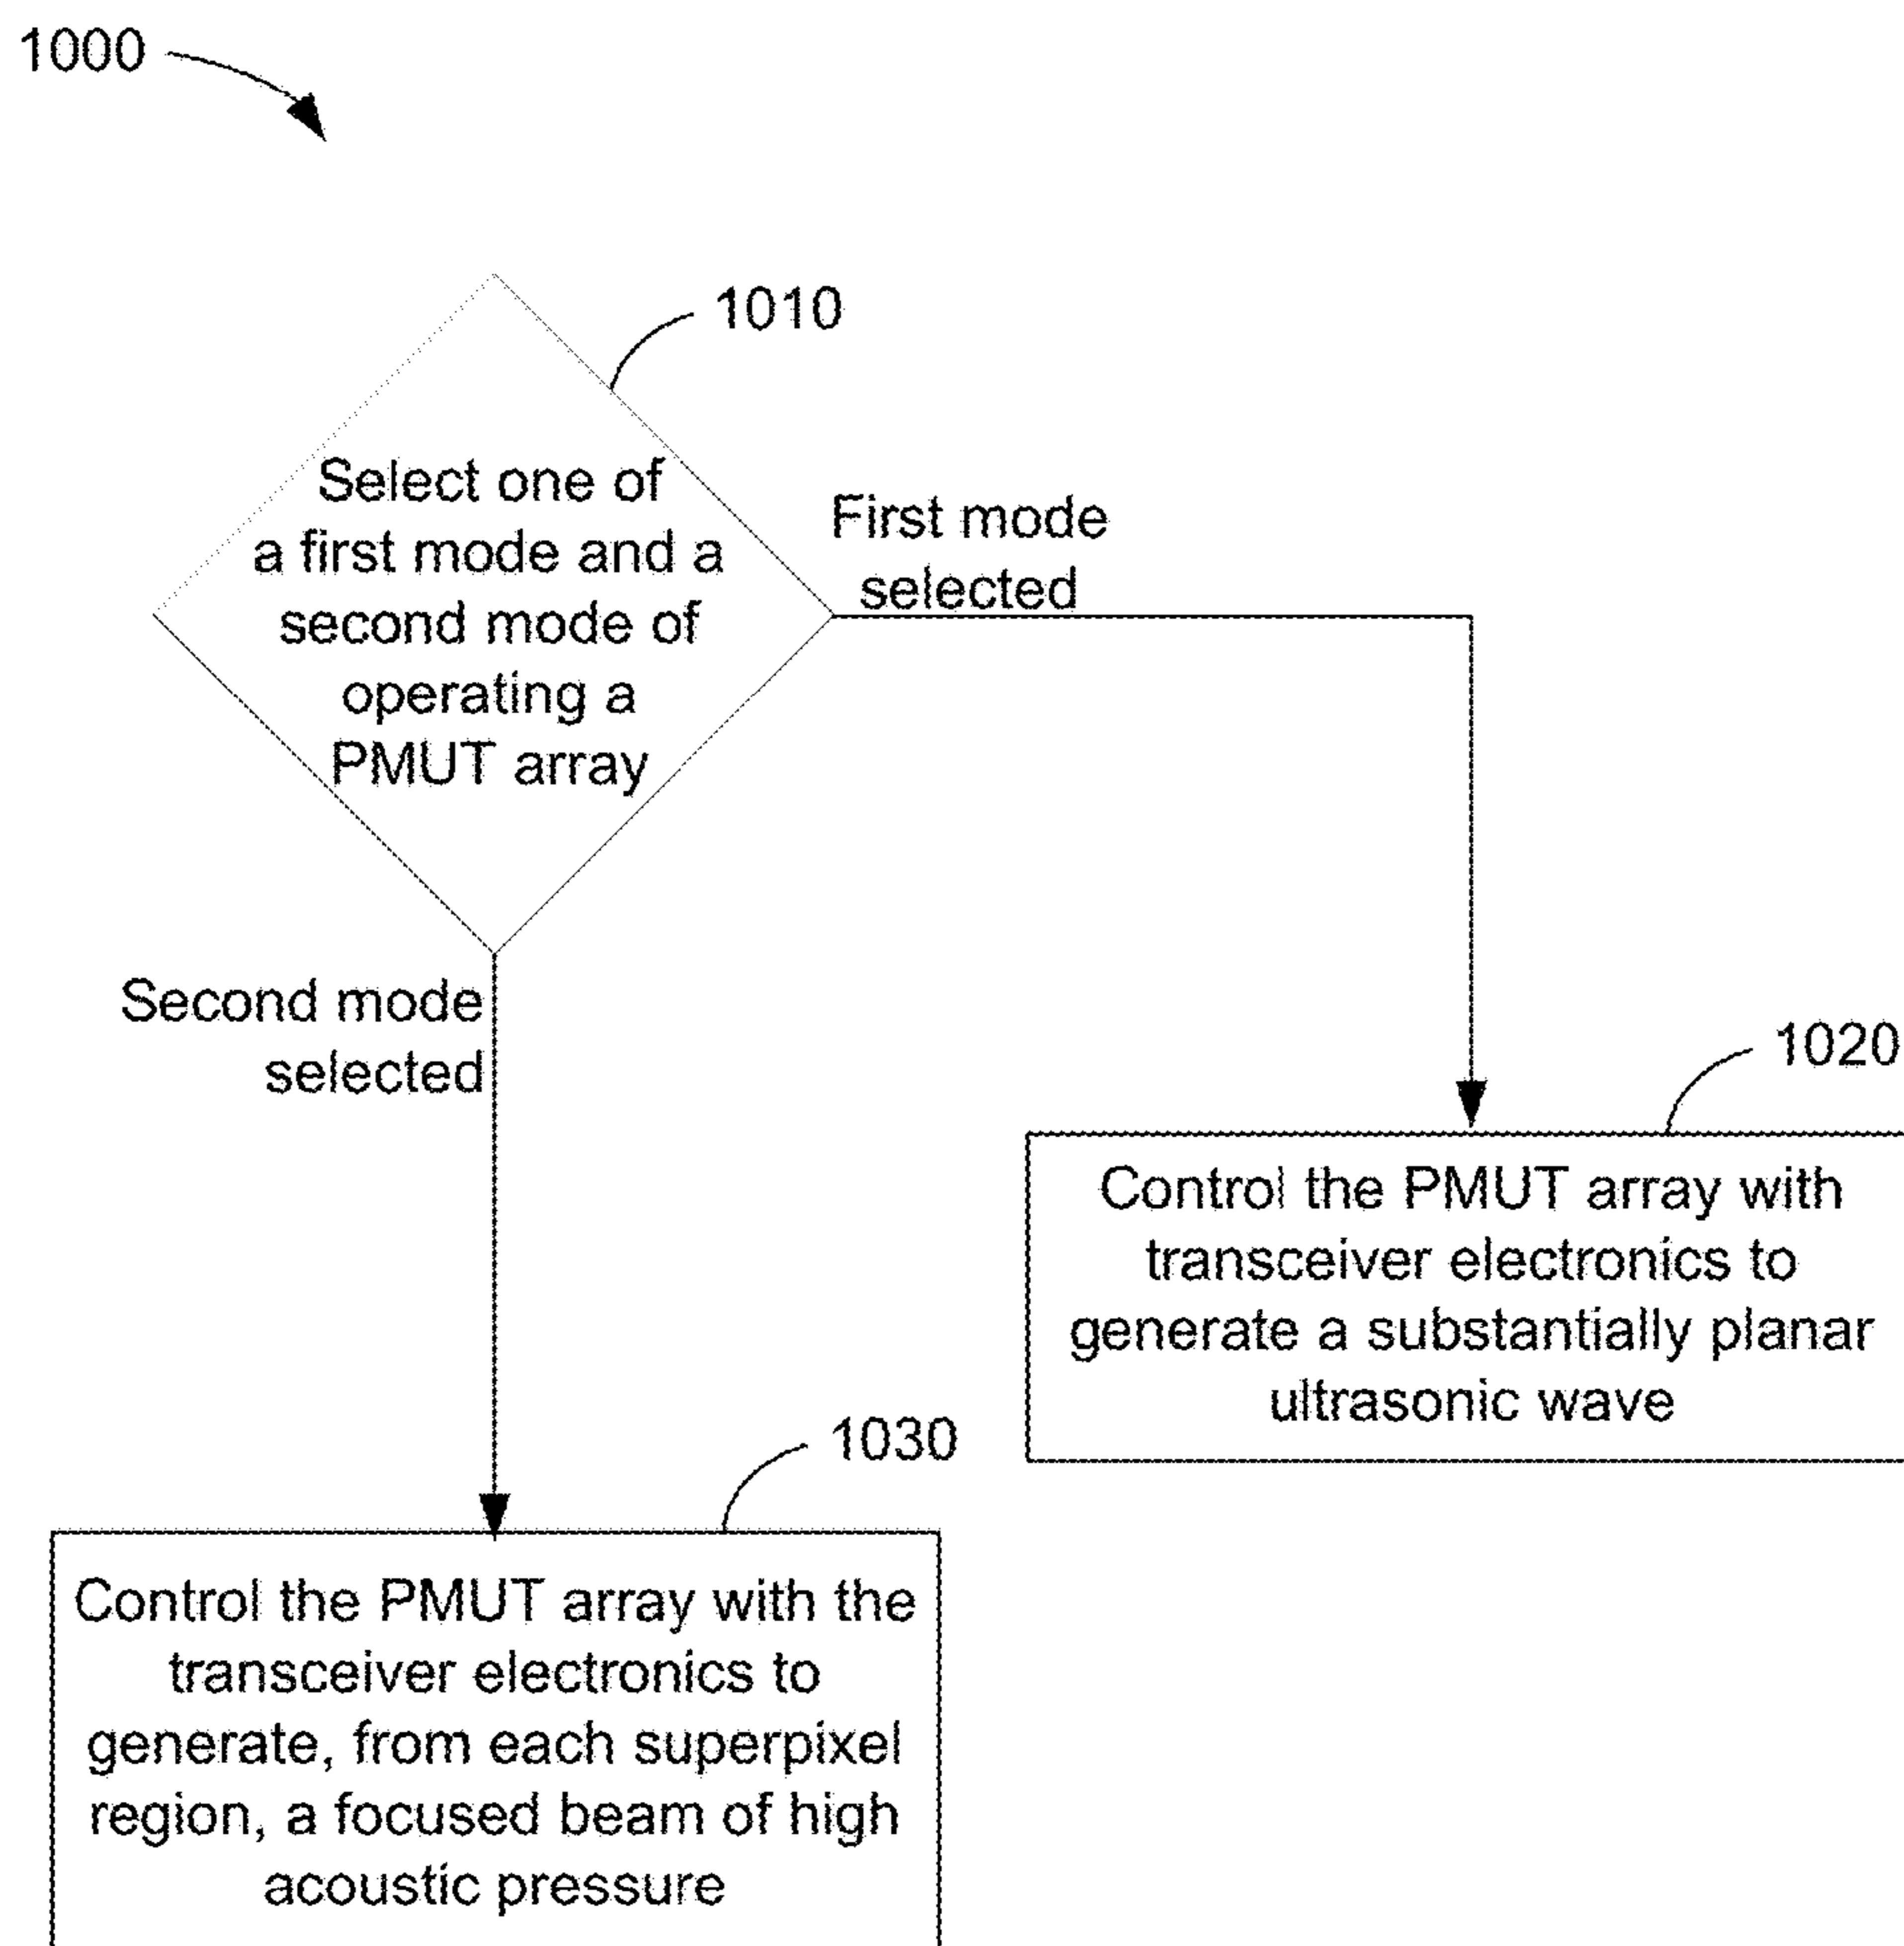 1000
1010
Select one of
a first mode and a
second mode of
operating a
PMUT array
First mode
selected
Second mode
selected
1020
Control the PMUT array with
transceiver electronics to
generate a substantially planar
ultrasonic wave
1030
Control the PMUT array with the
transceiver electronics to
generate, from each superpixel
region, a focused beam of high
acoustic pressure